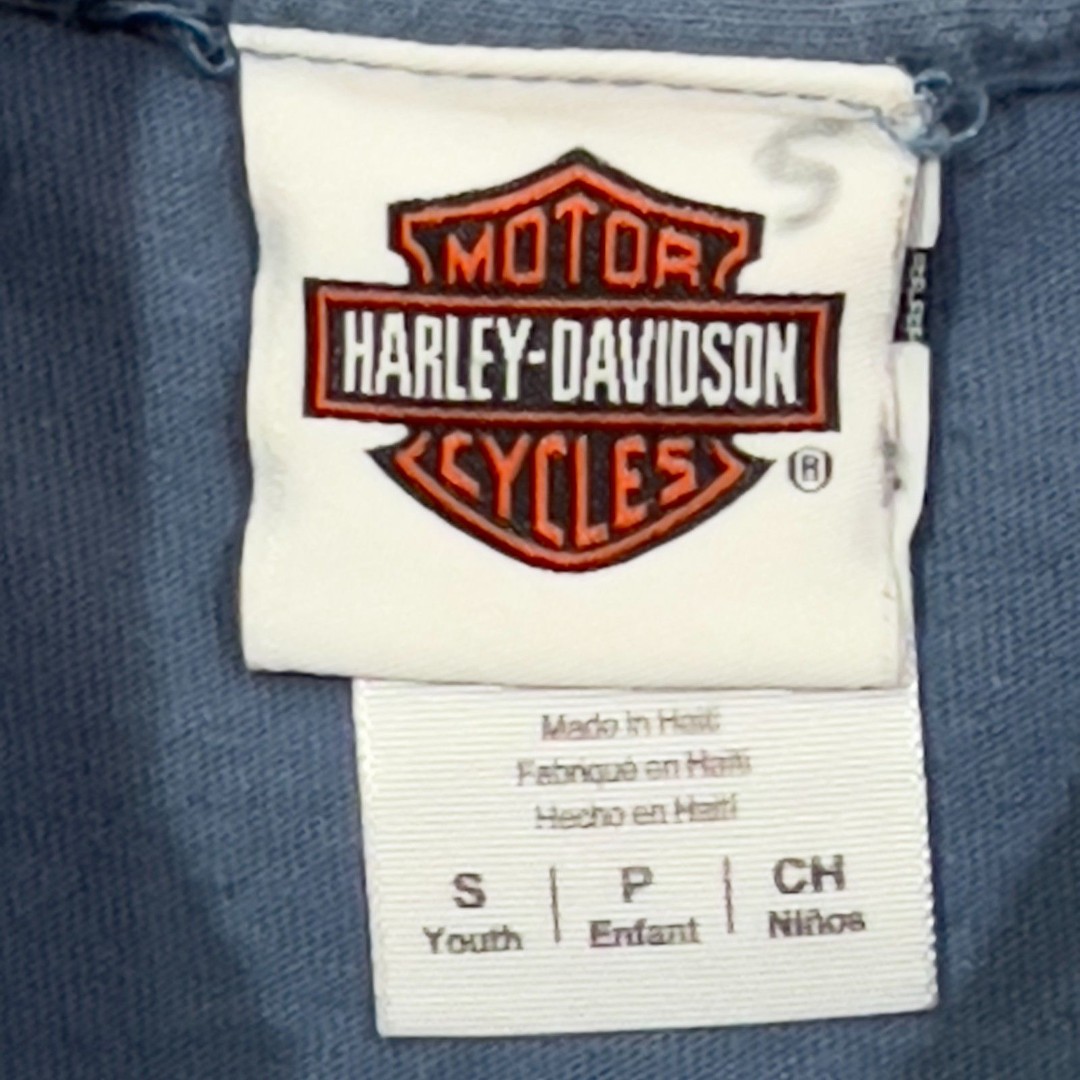 S
MOTOR
HARLEY-DAVIDSON
CYCLES
®
Made in Haiti
Fabriqué en Haïti
Hecho en Haití
S | P | CH
Youth | Enfant | Niños